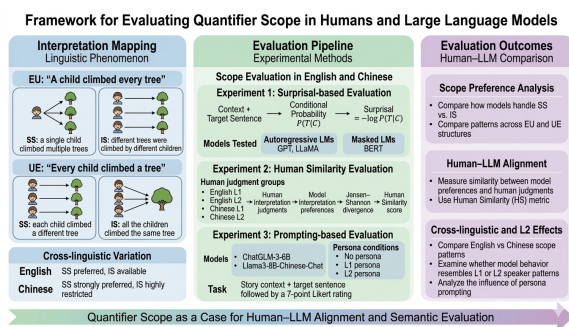 Framework for Evaluating Quantifier Scope in Humans and Large Language Models
Interpretation Mapping
Linguistic Phenomenon
EU: "A child climbed every tree"
SS: a single child
climbed multiple trees
IS: different trees were
climbed by different children
UE: "Every child climbed a tree"
SS: each child climbed
a different tree
IS: all the children
climbed the same tree
Cross-linguistic Variation
English SS preferred, IS available
Chinese SS strongly preferred, IS highly
restricted
Evaluation Pipeline
Experimental Methods
Scope Evaluation in English and Chinese
Experiment 1: Surprisal-based Evaluation
Context +
Target Sentence
Conditional
Probability
P(T|C)
Surprisal
= −log P(T|C)
Models Tested
Autoregressive LMs
GPT, LLaMA
Masked LMs
BERT
Experiment 2: Human Similarity Evaluation
Human judgment groups
• English L1
• English L2
• Chinese L1
• Chinese L2
Human
interpretation
judgments
Model
interpretation
preferences
Jensen–
Shannon
divergence
Human
Similarity
score
Experiment 3: Prompting-based Evaluation
Models
• ChatGLM-3-6B
• Llama3-8B-Chinese-Chat
Persona conditions
• No persona
• L1 persona
• L2 persona
Task
Story context + target sentence
followed by a 7-point Likert rating
Evaluation Outcomes
Human–LLM Comparison
Scope Preference Analysis
• Compare how models handle SS
vs. IS
• Compare patterns across EU and UE
structures
Human–LLM Alignment
• Measure similarity between model
preferences and human judgments
• Use Human Similarity (HS) metric
Cross-linguistic and L2 Effects
• Compare English vs Chinese scope
patterns
• Examine whether model behavior
resembles L1 or L2 speaker patterns
• Analyze the influence of persona
prompting
Quantifier Scope as a Case for Human–LLM Alignment and Semantic Evaluation